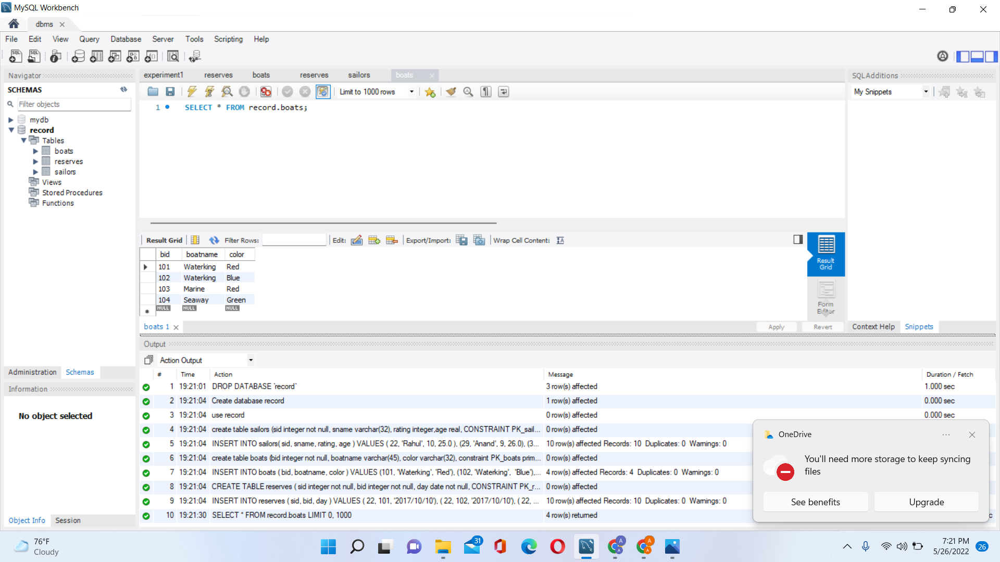 MySQL Workbench
dbms
File Edit View Query Database Server Tools Scripting Help
Navigator
SCHEMAS
Filter objects
mydb
record
Tables
boats
reserves
sailors
Views
Stored Procedures
Functions
Administration Schemas
Information
No object selected
Object Info Session
experiment1 reserves boats reserves sailors boats
Limit to 1000 rows
1 SELECT * FROM record.boats;
Result Grid Filter Rows: Edit: Export/Import: Wrap Cell Content:
bid boatname color
101 Waterking Red
102 Waterking Blue
103 Marine Red
104 Seaway Green
NULL NULL NULL
Result
Grid
Form
Editor
boats 1
Apply Revert
SQLAdditions
My Snippets
Context Help Snippets
Output
Action Output
# Time Action Message Duration / Fetch
1 19:21:01 DROP DATABASE `record` 3 row(s) affected 1.000 sec
2 19:21:04 Create database record 1 row(s) affected 0.000 sec
3 19:21:04 use record 0 row(s) affected 0.000 sec
4 19:21:04 create table sailors (sid integer not null, sname varchar(32), rating integer,age real, CONSTRAINT PK_sail... 0 row(s) affected
5 19:21:04 INSERT INTO sailors( sid, sname, rating, age ) VALUES ( 22, 'Rahul', 10, 25.0 ), (29, 'Anand', 9, 26.0), (3... 10 row(s) affected Records: 10 Duplicates: 0 Warnings: 0
6 19:21:04 create table boats (bid integer not null, boatname varchar(45), color varchar(32), constraint PK_boats prim... 0 row(s) affected
7 19:21:04 INSERT INTO boats ( bid, boatname, color ) VALUES (101, 'Waterking', 'Red'), (102, 'Waterking', 'Blue'),... 4 row(s) affected Records: 4 Duplicates: 0 Warnings: 0
8 19:21:04 CREATE TABLE reserves ( sid integer not null, bid integer not null, day date not null, CONSTRAINT PK_r... 0 row(s) affected
9 19:21:04 INSERT INTO reserves ( sid, bid, day ) VALUES ( 22, 101, '2017/10/10'), ( 22, 102, '2017/10/10'), ( 22, ... 10 row(s) affected Records: 10 Duplicates: 0 Warnings: 0
10 19:21:30 SELECT * FROM record.boats LIMIT 0, 1000 4 row(s) returned
OneDrive
You'll need more storage to keep syncing
files
See benefits Upgrade
76°F
Cloudy
31
7:21 PM
5/26/2022
26